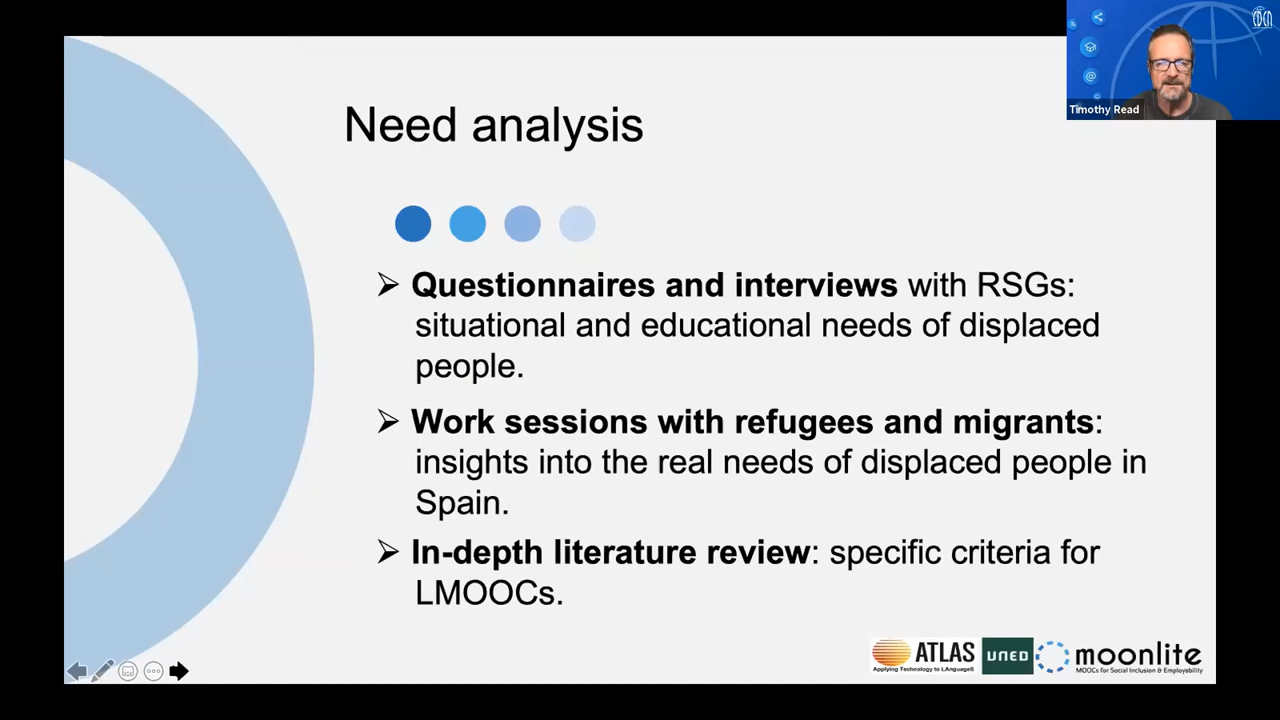 EDEN
Timothy Read
Need analysis
➢ Questionnaires and interviews with RSGs:
situational and educational needs of displaced
people.
➢ Work sessions with refugees and migrants:
insights into the real needs of displaced people in
Spain.
➢ In-depth literature review: specific criteria for
LMOOCs.
ATLAS
Applying Technology to LAnguageS
UNED
moonlite
MOOCs for Social Inclusion & Employability